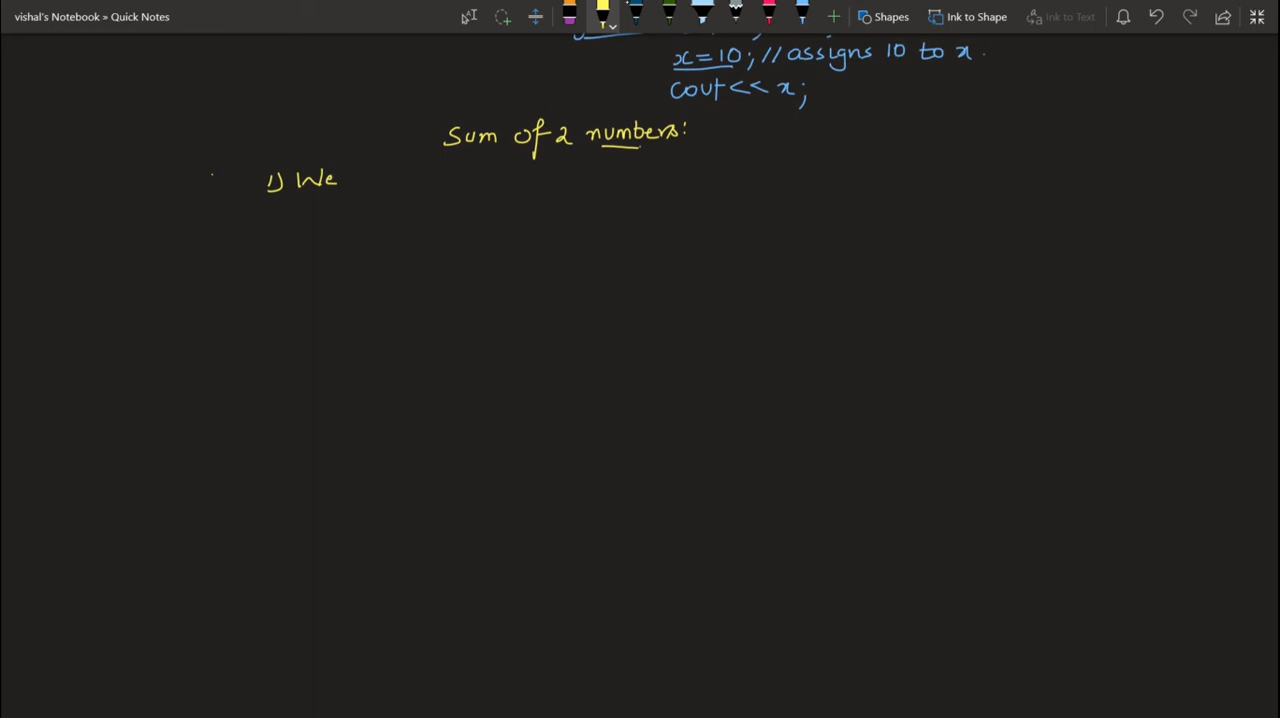 vishal's Notebook » Quick Notes
Shapes
Ink to Shape
Ink to Text
x=10; // assigns 10 to x.
cout<< x;
Sum of 2 numbers:
1) We